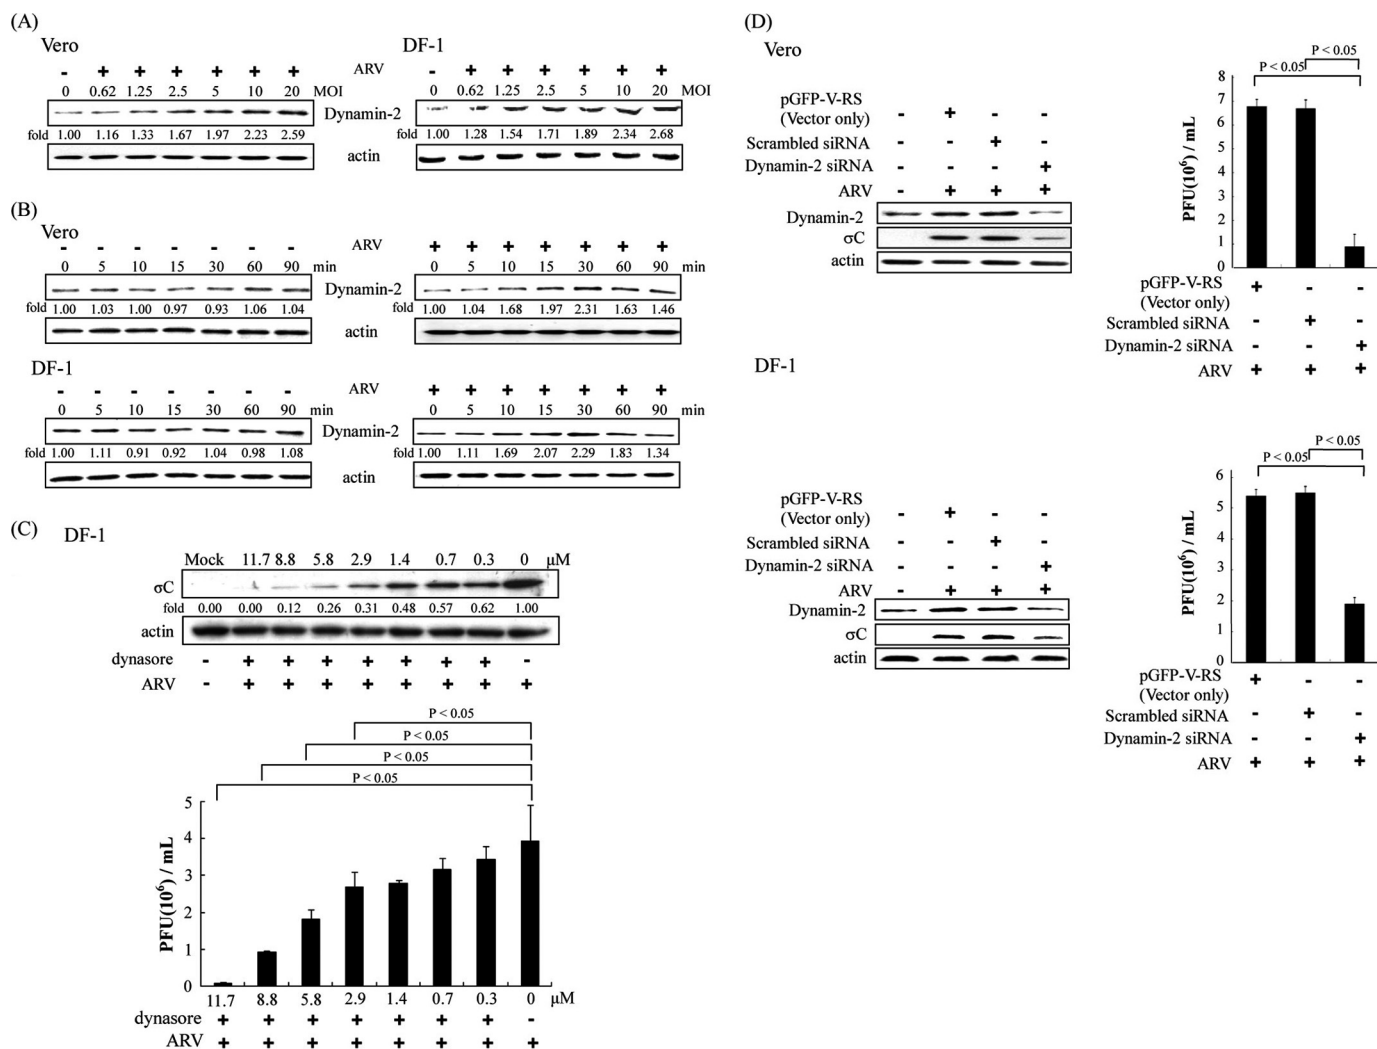 (A)
Vero
- + + + + + + ARV
0 0.62 1.25 2.5 5 10 20 MOI
Dynamin-2
fold 1.00 1.16 1.33 1.67 1.97 2.23 2.59
actin
DF-1
- + + + + + +
0 0.62 1.25 2.5 5 10 20 MOI
fold 1.00 1.28 1.54 1.71 1.89 2.34 2.68
(B)
Vero
- - - - - - - ARV + + + + + + +
0 5 10 15 30 60 90 min 0 5 10 15 30 60 90 min
Dynamin-2
fold 1.00 1.03 1.00 0.97 0.93 1.06 1.04 fold 1.00 1.04 1.68 1.97 2.31 1.63 1.46
actin
DF-1
- - - - - - - ARV + + + + + + +
0 5 10 15 30 60 90 min 0 5 10 15 30 60 90 min
Dynamin-2
fold 1.00 1.11 0.91 0.92 1.04 0.98 1.08 fold 1.00 1.11 1.69 2.07 2.29 1.83 1.34
actin
(C)
DF-1
Mock 11.7 8.8 5.8 2.9 1.4 0.7 0.3 0 μM
σC
fold 0.00 0.00 0.12 0.26 0.31 0.48 0.57 0.62 1.00
actin
dynasore - + + + + + + + -
ARV - + + + + + + + +
P < 0.05
P < 0.05
P < 0.05
P < 0.05
PFU(10⁶) / mL
5
4
3
2
1
0
11.7 8.8 5.8 2.9 1.4 0.7 0.3 0 μM
dynasore + + + + + + + -
ARV + + + + + + + +
(D)
Vero
pGFP-V-RS
(Vector only) - + - -
Scrambled siRNA - - + -
Dynamin-2 siRNA - - - +
ARV - + + +
Dynamin-2
σC
actin
P < 0.05
P < 0.05
PFU(10⁶) / mL
8
7
6
5
4
3
2
1
0
pGFP-V-RS
(Vector only) + - -
Scrambled siRNA - + -
Dynamin-2 siRNA - - +
ARV + + +
DF-1
pGFP-V-RS
(Vector only) - + - -
Scrambled siRNA - - + -
Dynamin-2 siRNA - - - +
ARV - + + +
Dynamin-2
σC
actin
P < 0.05
P < 0.05
PFU(10⁶) / mL
6
5
4
3
2
1
0
pGFP-V-RS
(Vector only) + - -
Scrambled siRNA - + -
Dynamin-2 siRNA - - +
ARV + + +